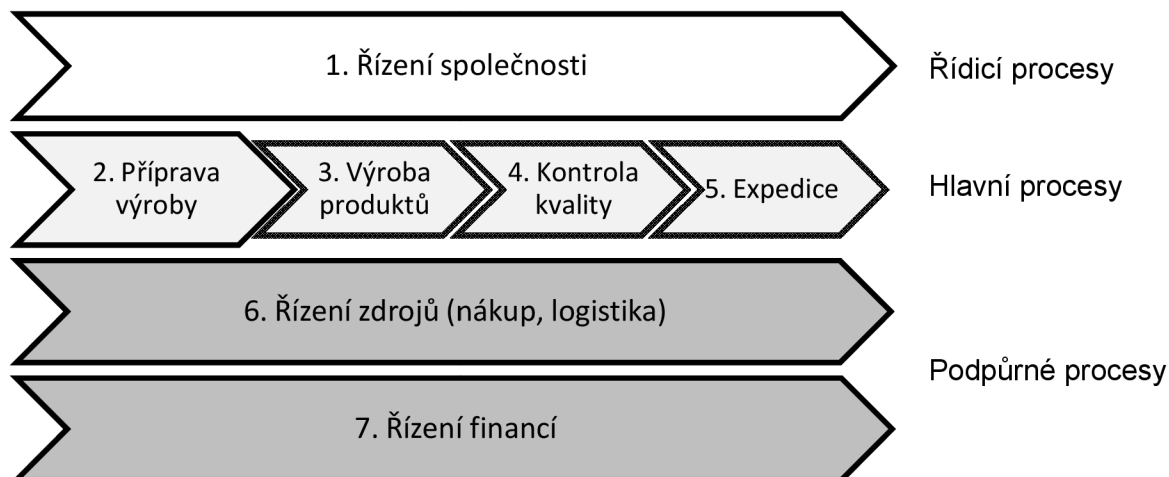 1. Řízení společnosti
Řídicí procesy
2. Příprava
výroby
3. Výroba
produktů
4. Kontrola
kvality
5. Expedice
Hlavní procesy
6. Řízení zdrojů (nákup, logistika)
Podpůrné procesy
7. Řízení financí